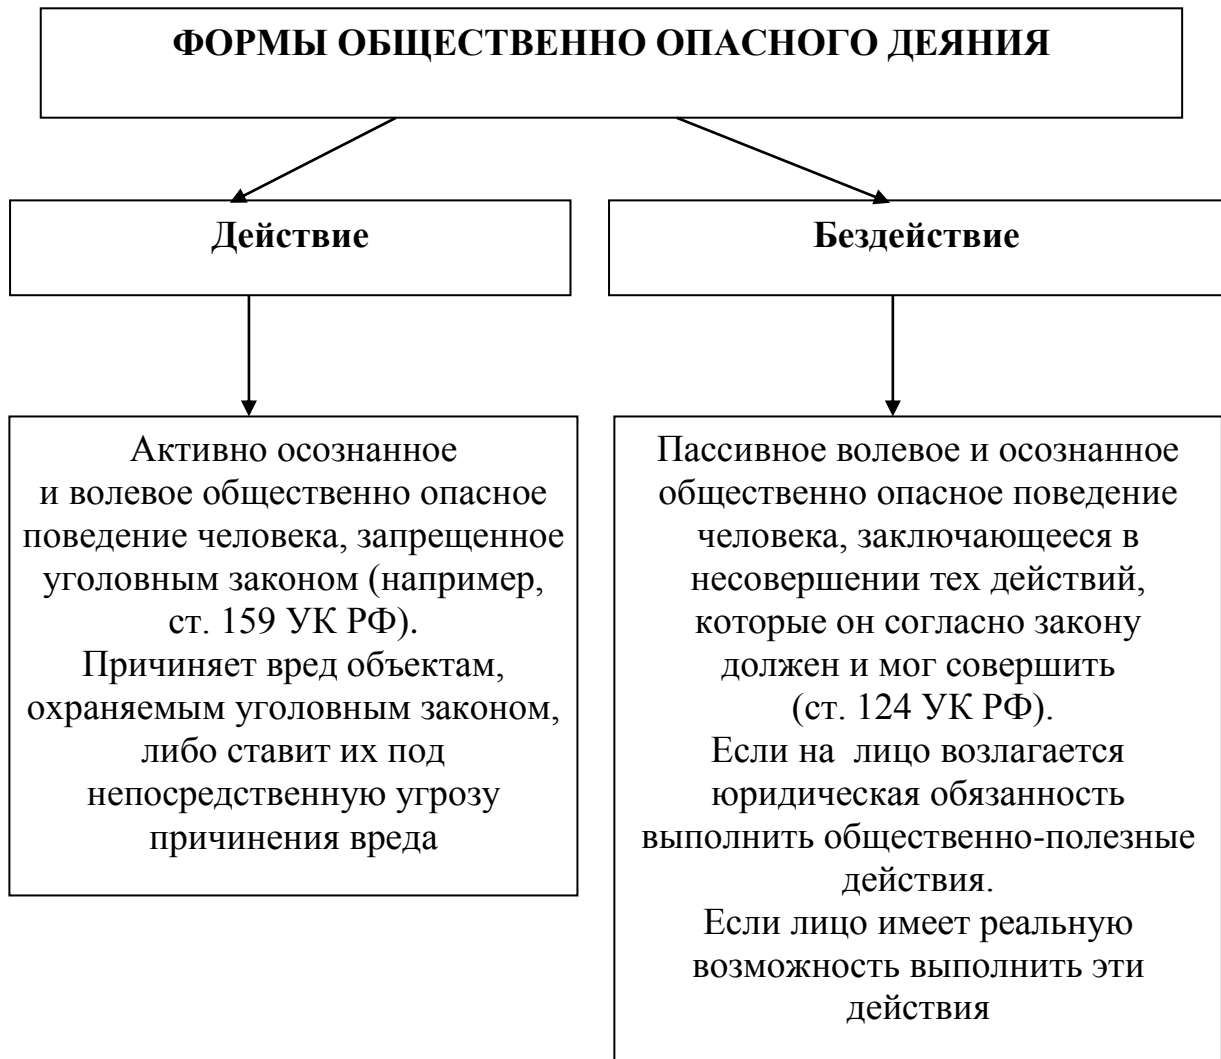 ФОРМЫ ОБЩЕСТВЕННО ОПАСНОГО ДЕЯНИЯ
Действие
Бездействие
Активно осознанное
и волевое общественно опасное
поведение человека, запрещенное
уголовным законом (например,
ст. 159 УК РФ).
Причиняет вред объектам,
охраняемым уголовным законом,
либо ставит их под
непосредственную угрозу
причинения вреда
Пассивное волевое и осознанное
общественно опасное поведение
человека, заключающееся в
несовершении тех действий,
которые он согласно закону
должен и мог совершить
(ст. 124 УК РФ).
Если на лицо возлагается
юридическая обязанность
выполнить общественно-полезные
действия.
Если лицо имеет реальную
возможность выполнить эти
действия